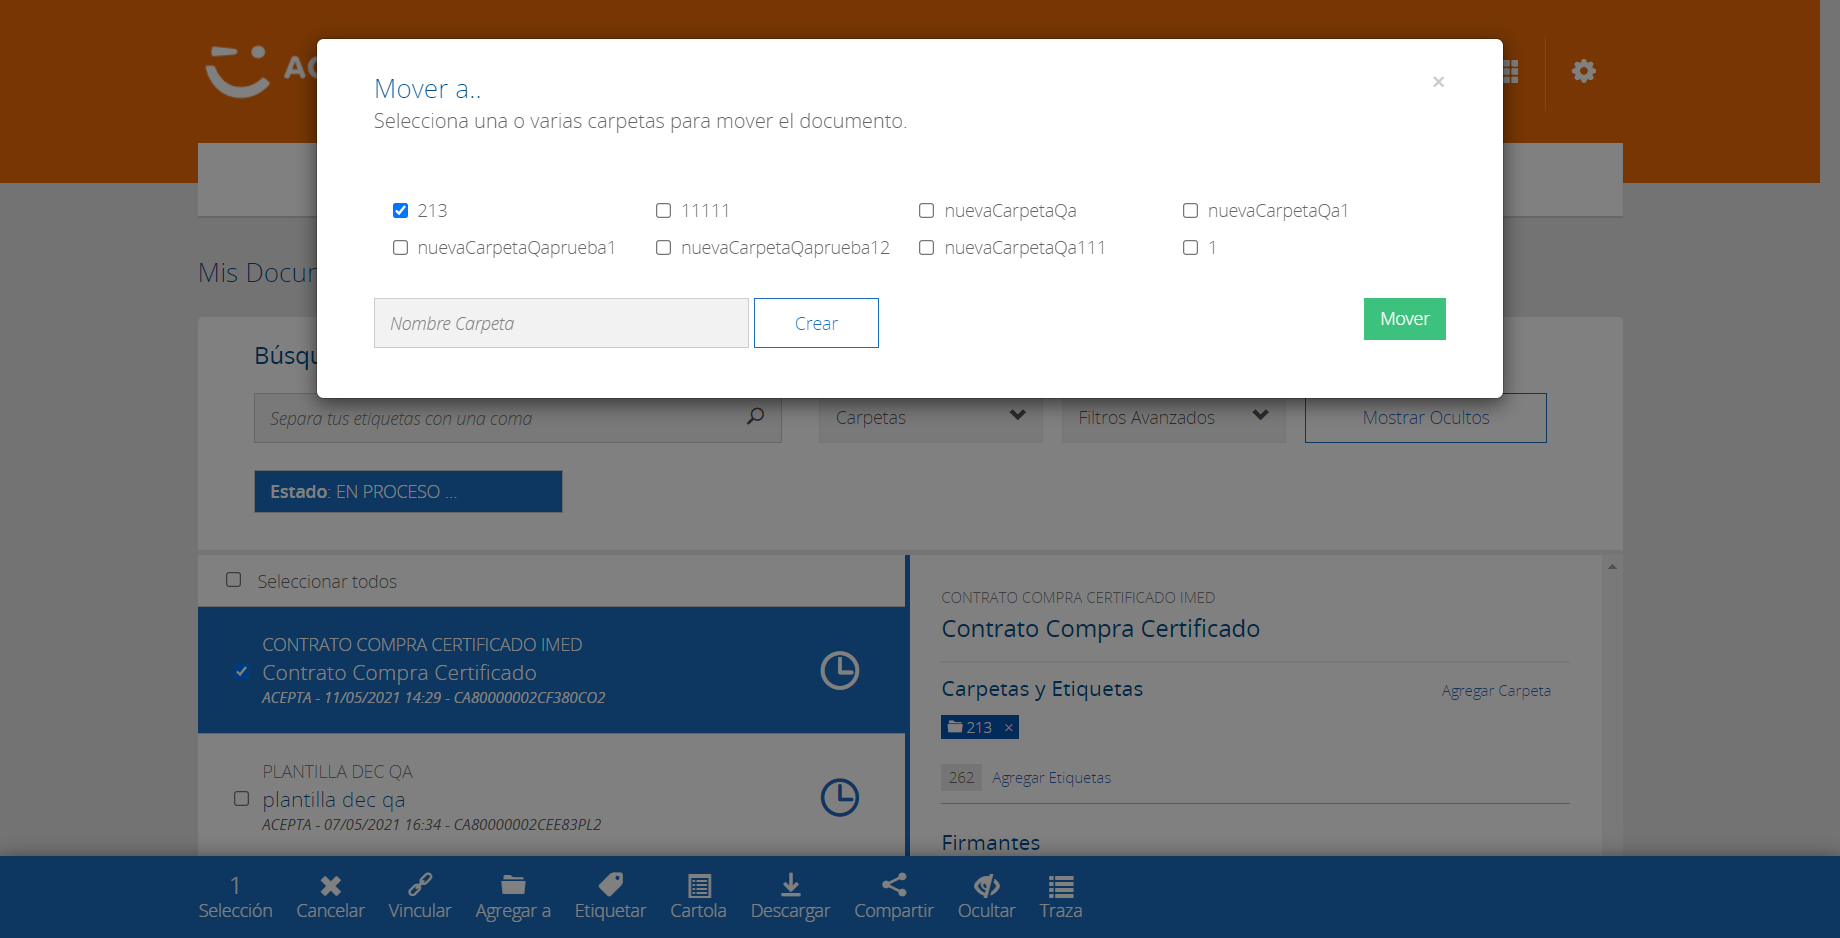 AC
Mover a..
×
Selecciona una o varias carpetas para mover el documento.
213
11111
nuevaCarpetaQa
nuevaCarpetaQa1
nuevaCarpetaQaprueba1
nuevaCarpetaQaprueba12
nuevaCarpetaQa111
1
Nombre Carpeta
Crear
Mover
Mis Docu
Búsqu
Separa tus etiquetas con una coma
Carpetas
Filtros Avanzados
Mostrar Ocultos
Estado: EN PROCESO ...
Seleccionar todos
CONTRATO COMPRA CERTIFICADO IMED
Contrato Compra Certificado
ACEPTA - 11/05/2021 14:29 - CA80000002CF380CO2
PLANTILLA DEC QA
plantilla dec qa
ACEPTA - 07/05/2021 16:34 - CA80000002CEE83PL2
CONTRATO COMPRA CERTIFICADO IMED
Contrato Compra Certificado
Carpetas y Etiquetas
Agregar Carpeta
213 ×
262
Agregar Etiquetas
Firmantes
1
Selección
Cancelar
Vincular
Agregar a
Etiquetar
Cartola
Descargar
Compartir
Ocultar
Traza